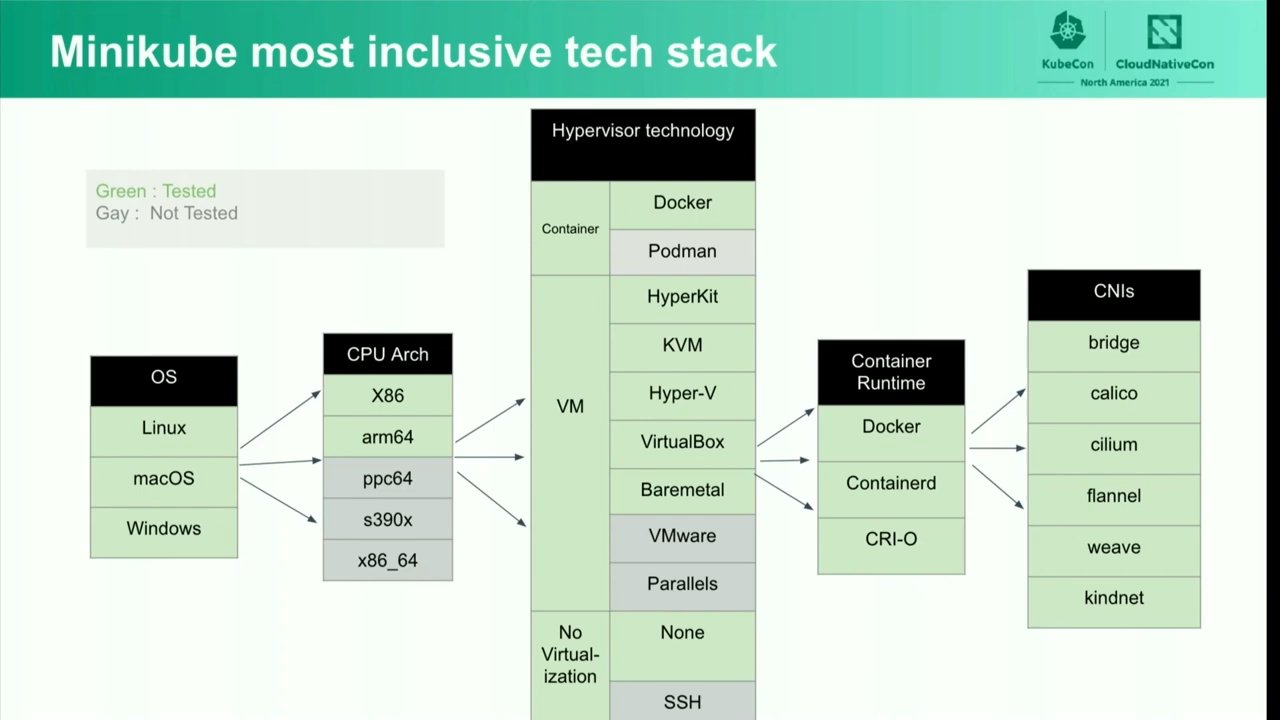 Minikube most inclusive tech stack
KubeCon
CloudNativeCon
North America 2021
Green : Tested
Gay : Not Tested
OS
Linux
macOS
Windows
CPU Arch
X86
arm64
ppc64
s390x
x86_64
Hypervisor technology
Container
Docker
Podman
VM
HyperKit
KVM
Hyper-V
VirtualBox
Baremetal
VMware
Parallels
No
Virtual-
ization
None
SSH
Container
Runtime
Docker
Containerd
CRI-O
CNIs
bridge
calico
cilium
flannel
weave
kindnet